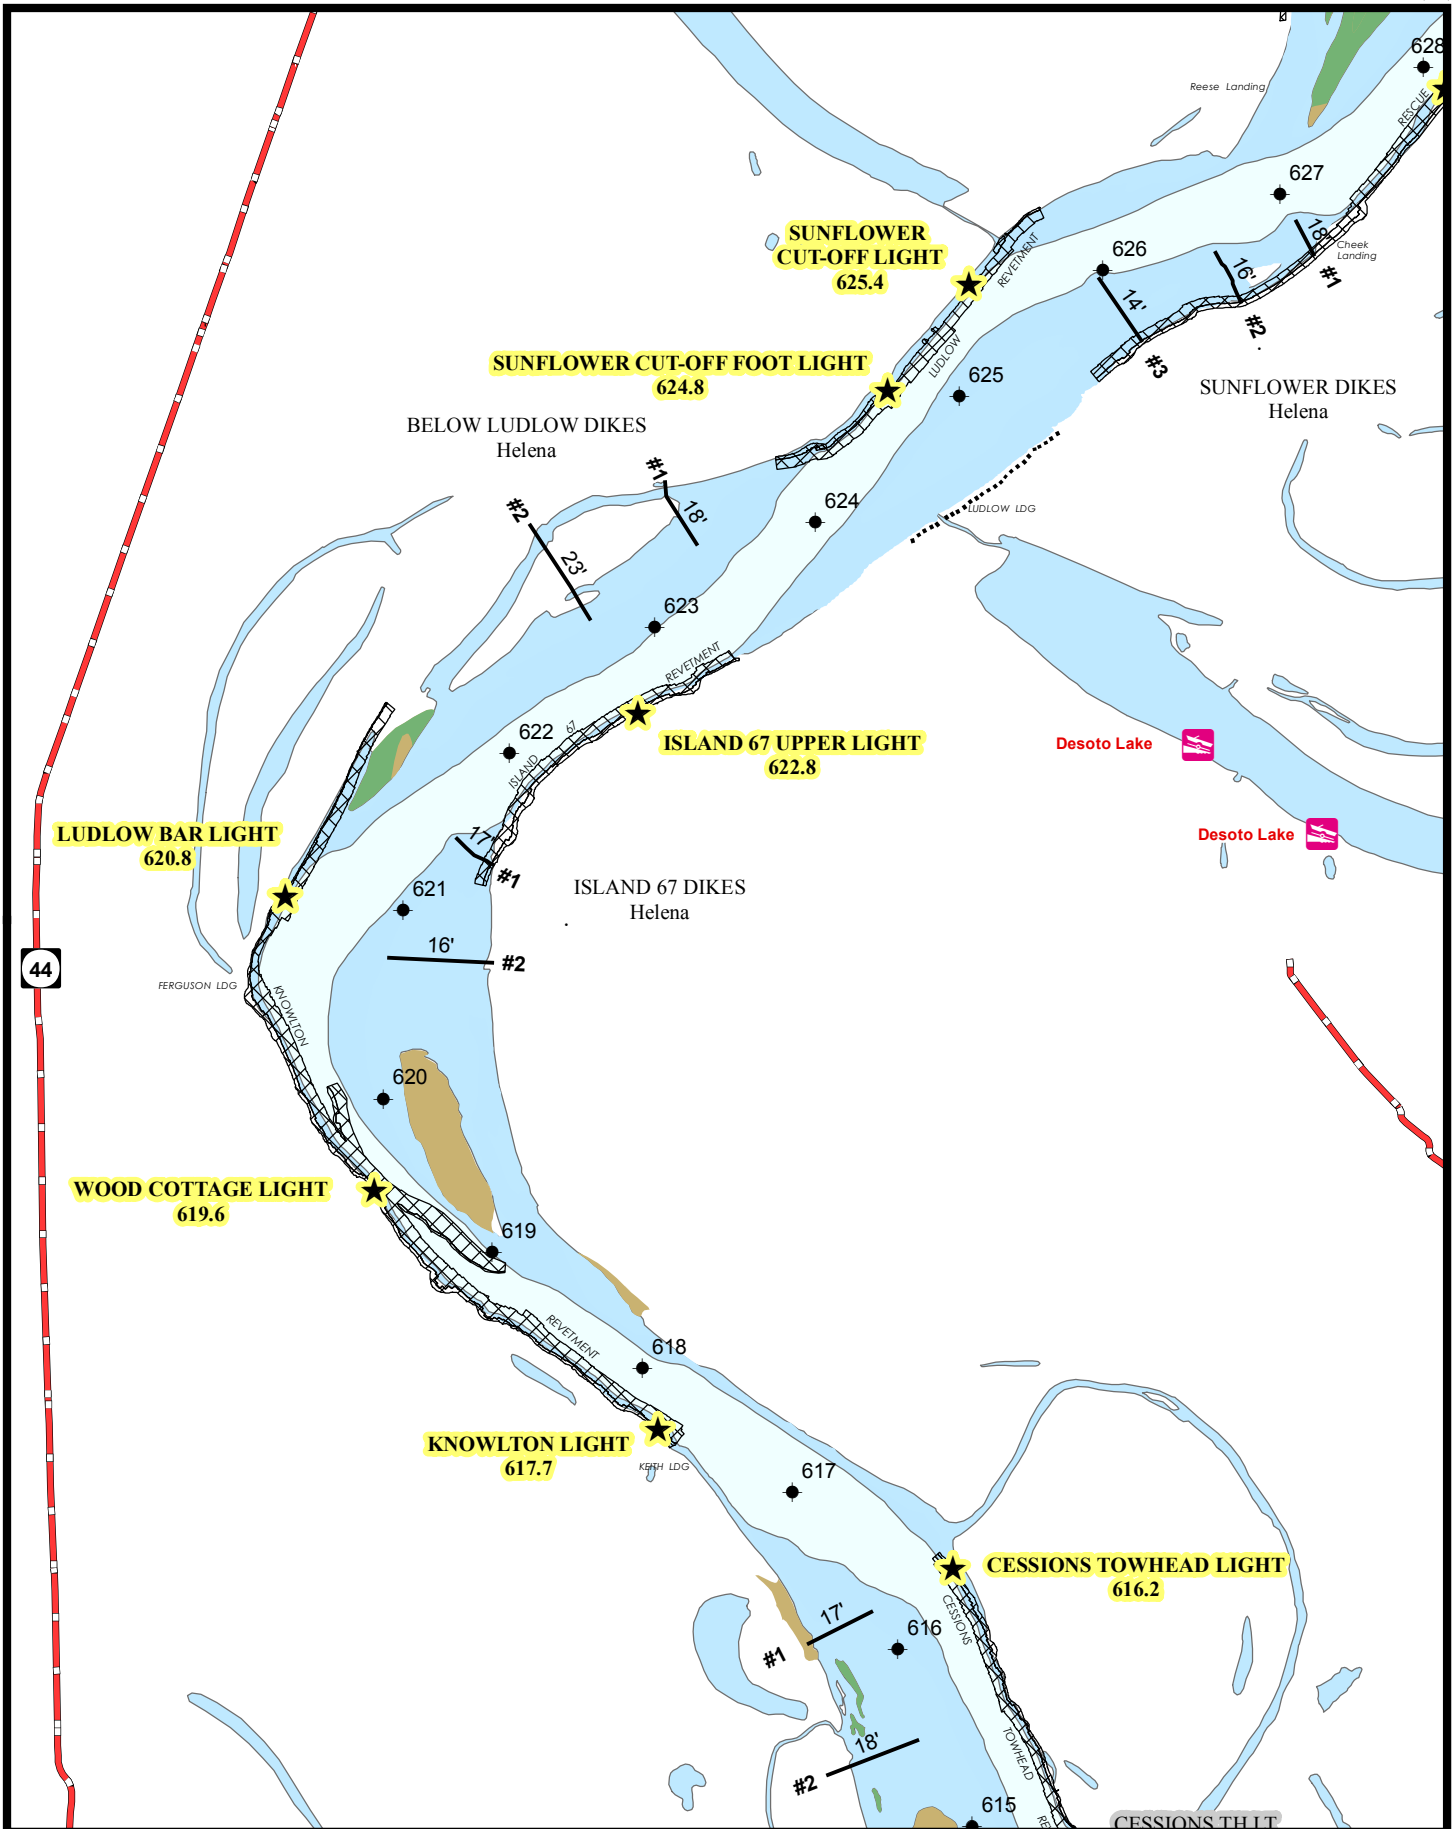 628
Reese Landing
RESCUE
627
SUNFLOWER
CUT-OFF LIGHT
625.4
REVETMENT
626
18'
Cheek
Landing
#1
16'
#2
14'
#3
LUDLOW
SUNFLOWER CUT-OFF FOOT LIGHT
624.8
625
SUNFLOWER DIKES
Helena
BELOW LUDLOW DIKES
Helena
#1
18'
#2
23'
624
LUDLOW LDG
623
REVETMENT
622
67
ISLAND
ISLAND 67 UPPER LIGHT
622.8
Desoto Lake
Desoto Lake
LUDLOW BAR LIGHT
620.8
17'
#1
621
ISLAND 67 DIKES
Helena
16'
#2
44
FERGUSON LDG
KNOWLTON
620
WOOD COTTAGE LIGHT
619.6
619
REVETMENT
618
KNOWLTON LIGHT
617.7
KEITH LDG
617
CESSIONS TOWHEAD LIGHT
616.2
CESSIONS
17'
#1
616
18'
#2
TOWHEAD
615
RE
CESSIONS TH LT